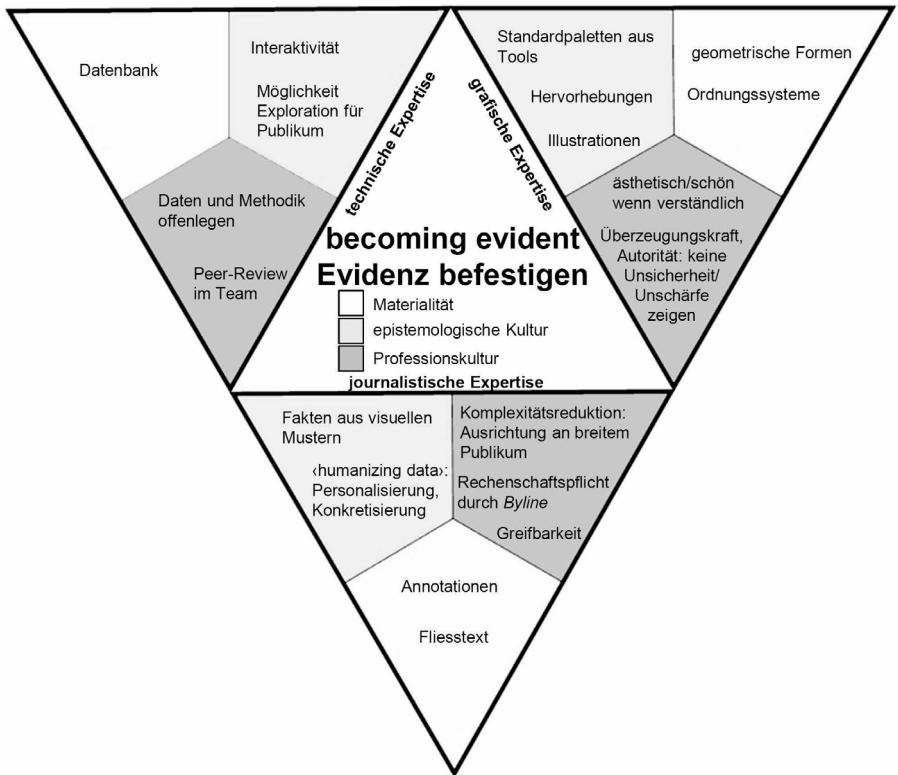 Datenbank
Interaktivität
Möglichkeit
Exploration für
Publikum
Daten und Methodik
offenlegen
Peer-Review
im Team
technische Expertise
grafische Expertise
Standardpaletten aus
Tools
Hervorhebungen
Illustrationen
geometrische Formen
Ordnungssysteme
ästhetisch/schön
wenn verständlich
Überzeugungskraft,
Autorität: keine
Unsicherheit/
Unschärfe
zeigen
becoming evident
Evidenz befestigen
Materialität
epistemologische Kultur
Professionskultur
journalistische Expertise
Fakten aus visuellen
Mustern
‹humanizing data›:
Personalisierung,
Konkretisierung
Komplexitätsreduktion:
Ausrichtung an breitem
Publikum
Rechenschaftspflicht
durch Byline
Greifbarkeit
Annotationen
Fliesstext